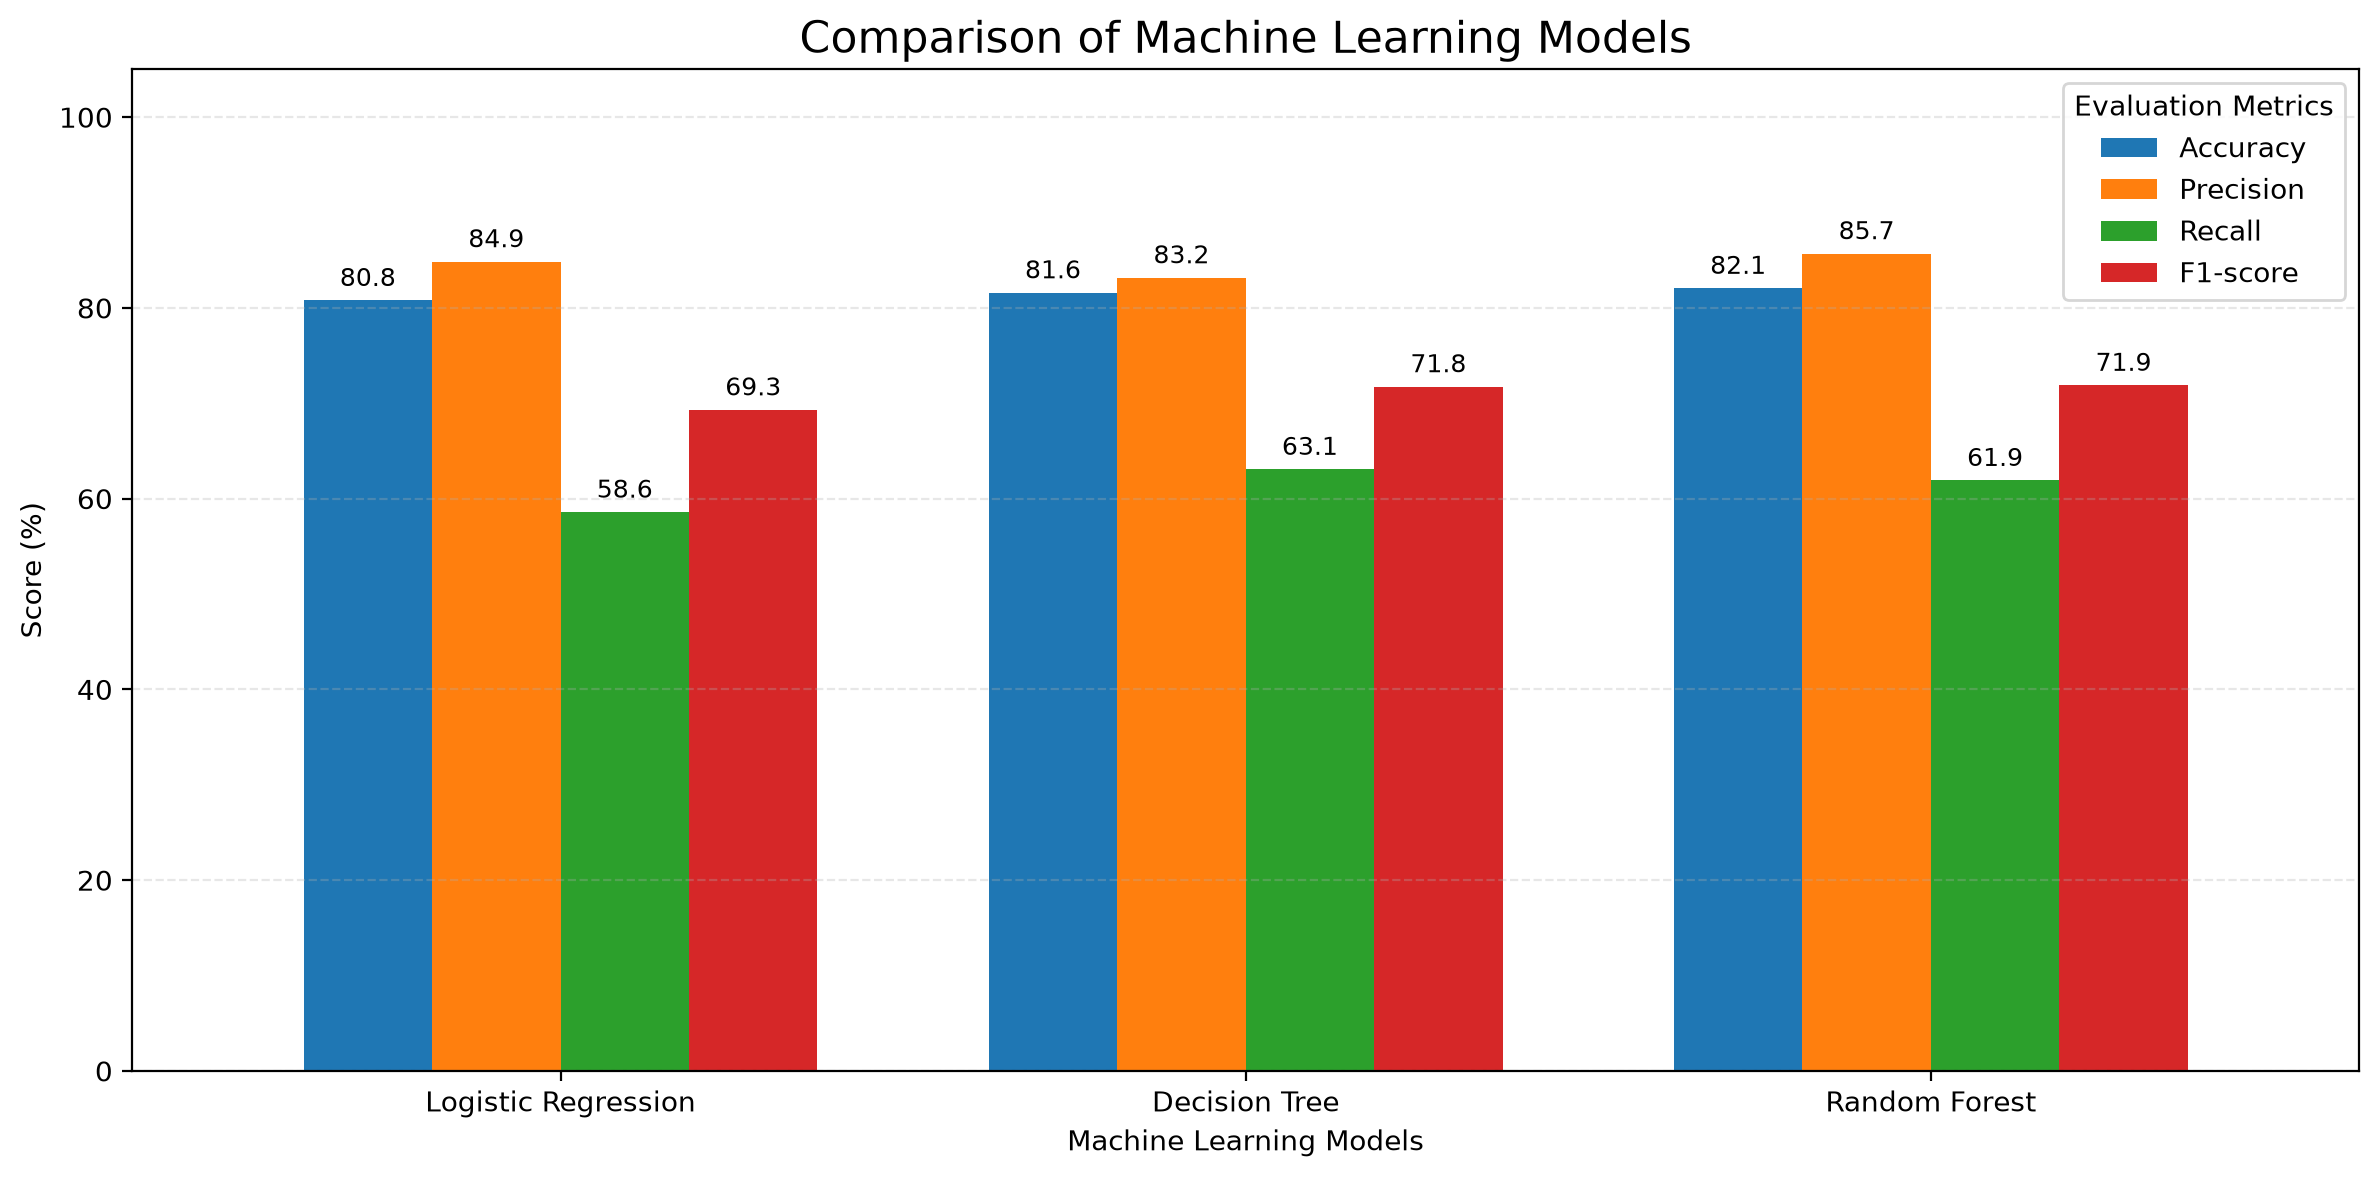 Comparison of Machine Learning Models
Evaluation Metrics
Accuracy
Precision
Recall
F1-score
Score (%)
100
80
60
40
20
0
80.8
84.9
58.6
69.3
81.6
83.2
63.1
71.8
82.1
85.7
61.9
71.9
Logistic Regression
Decision Tree
Random Forest
Machine Learning Models